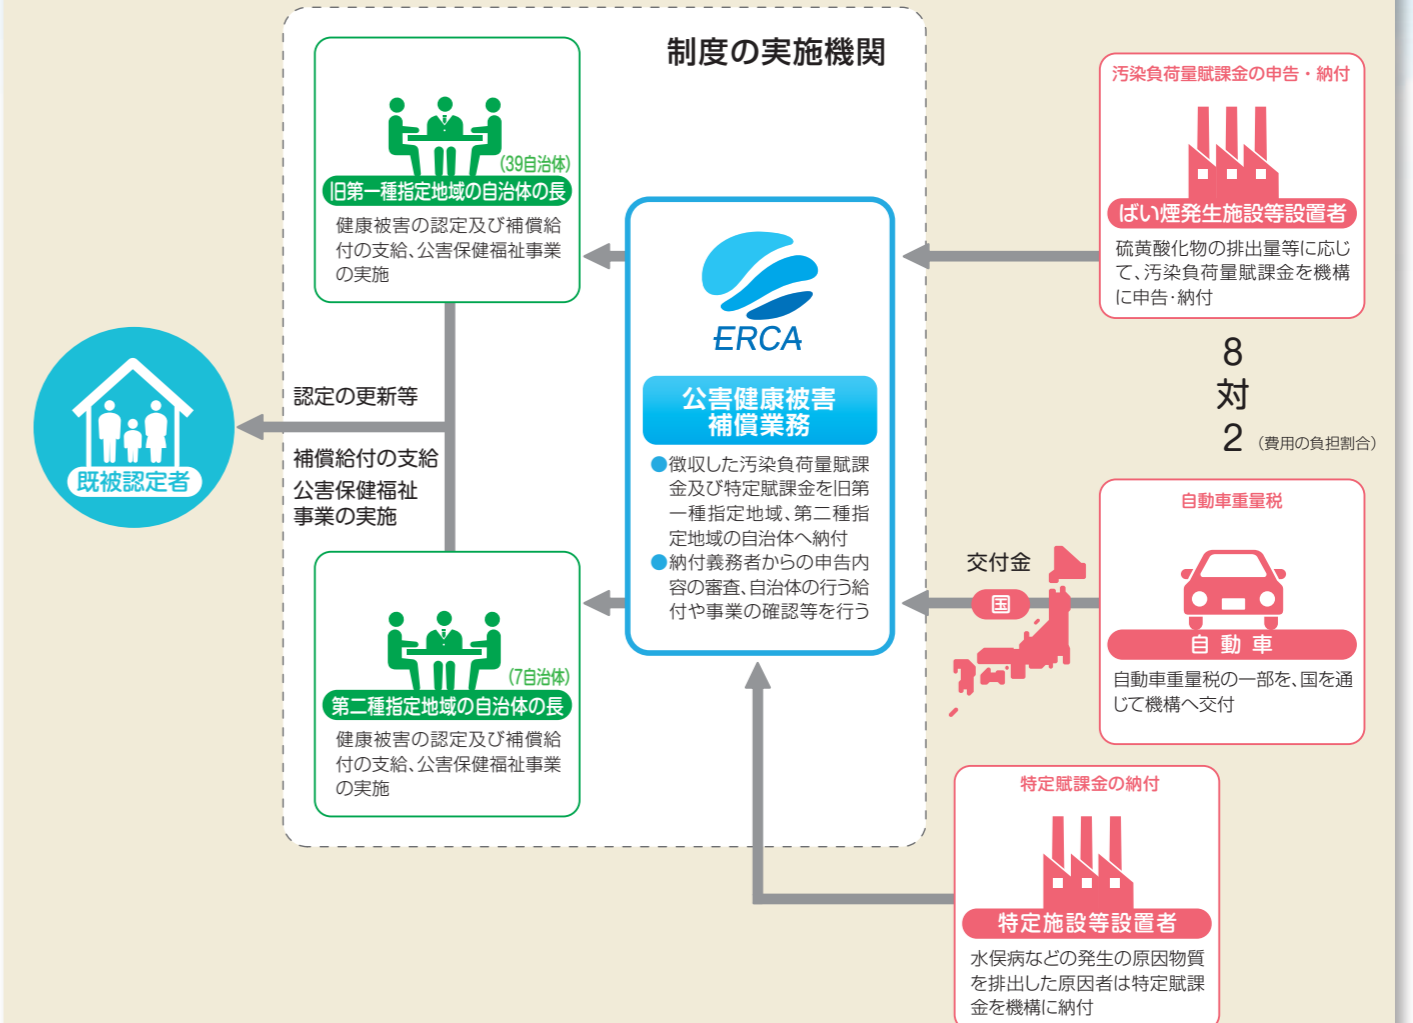 制度の実施機関
(39自治体)
旧第一種指定地域の自治体の長
健康被害の認定及び補償給
付の支給、公害保健福祉事業
の実施
既被認定者
認定の更新等
補償給付の支給
公害保健福祉
事業の実施
(7自治体)
第二種指定地域の自治体の長
健康被害の認定及び補償給
付の支給、公害保健福祉事業
の実施
ERCA
公害健康被害
補償業務
●徴収した汚染負荷量賦課
金及び特定賦課金を旧第
一種指定地域、第二種指
定地域の自治体へ納付
●納付義務者からの申告内
容の審査、自治体の行う給
付や事業の確認等を行う
汚染負荷量賦課金の申告・納付
ばい煙発生施設等設置者
硫黄酸化物の排出量等に応じ
て、汚染負荷量賦課金を機構
に申告・納付
8
対
2 (費用の負担割合)
自動車重量税
自動車
自動車重量税の一部を、国を通
じて機構へ交付
交付金
国
特定賦課金の納付
特定施設等設置者
水俣病などの発生の原因物質
を排出した原因者は特定賦課
金を機構に納付